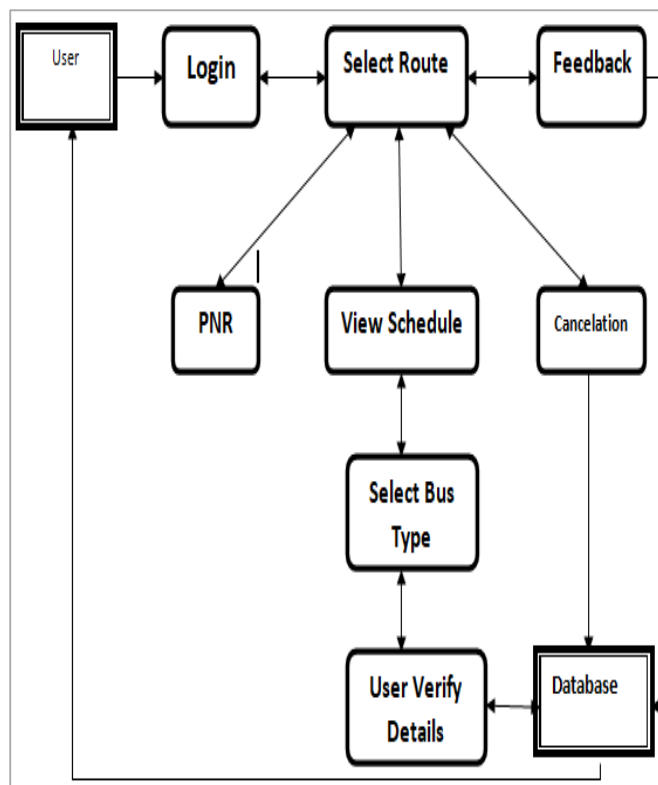 User
Login
Select Route
Feedback
PNR
View Schedule
Cancelation
Select Bus
Type
User Verify
Details
Database